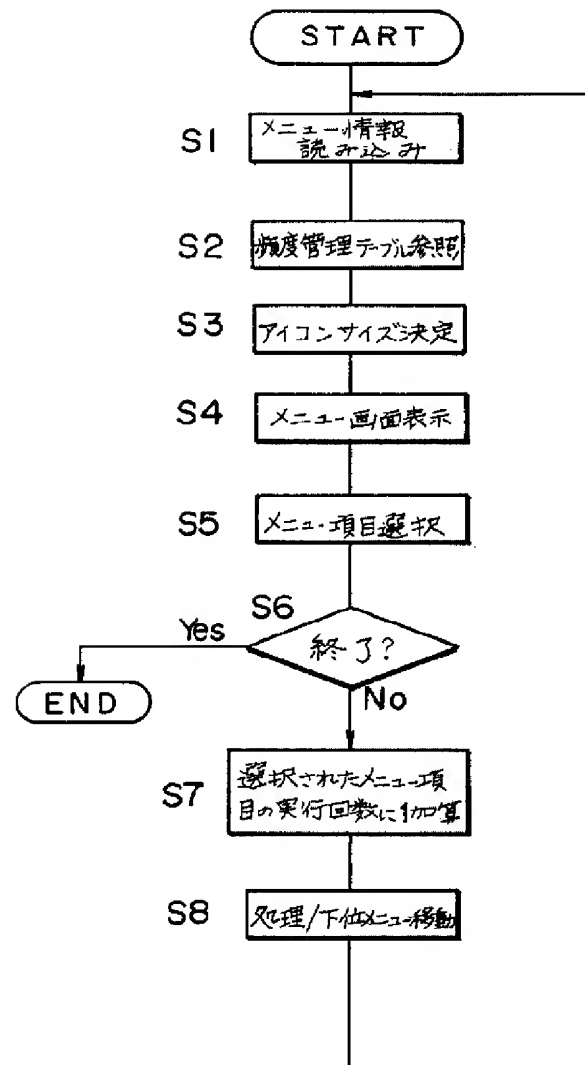 START
S1
メニュー情報
読み込み
S2
頻度管理テーブル参照
S3
アイコンサイズ決定
S4
メニュー画面表示
S5
メニュー項目選択
S6
Yes
終了?
END
No
S7
選択されたメニュー項
目の実行回数に1加算
S8
処理/下位メニュー移動